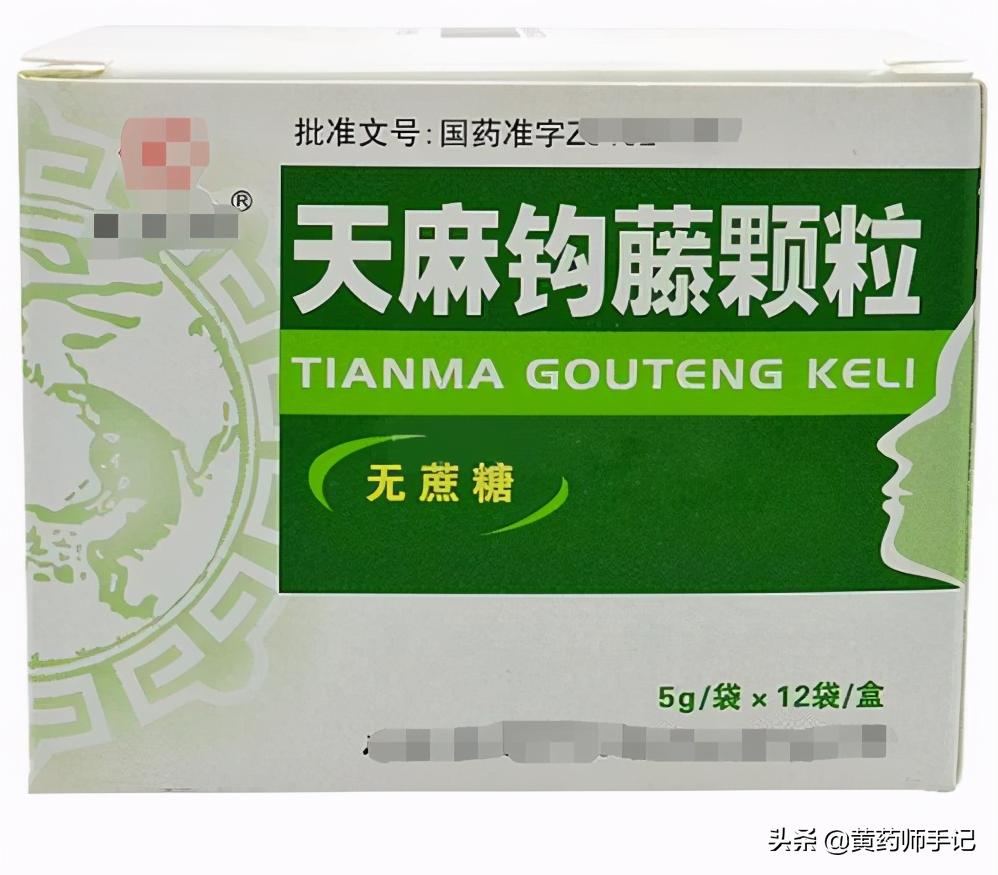 批准文号:国药准字Z
®
天麻钩藤颗粒
TIANMA GOUTENG KELI
无蔗糖
5g/袋×12袋/盒
头条 @黄药师手记